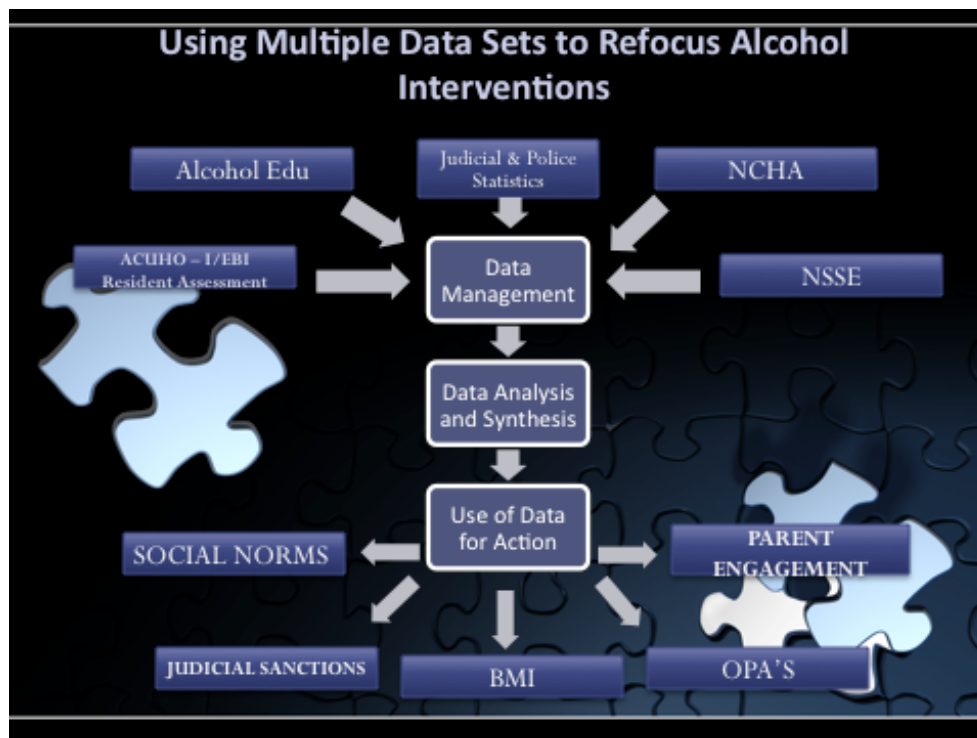 Using Multiple Data Sets to Refocus Alcohol
Interventions
Alcohol Edu
Judicial & Police
Statistics
NCHA
ACUHO – I/EBI
Resident Assessment
Data
Management
NSSE
Data Analysis
and Synthesis
Use of Data
for Action
SOCIAL NORMS
PARENT
ENGAGEMENT
JUDICIAL SANCTIONS
BMI
OPA'S